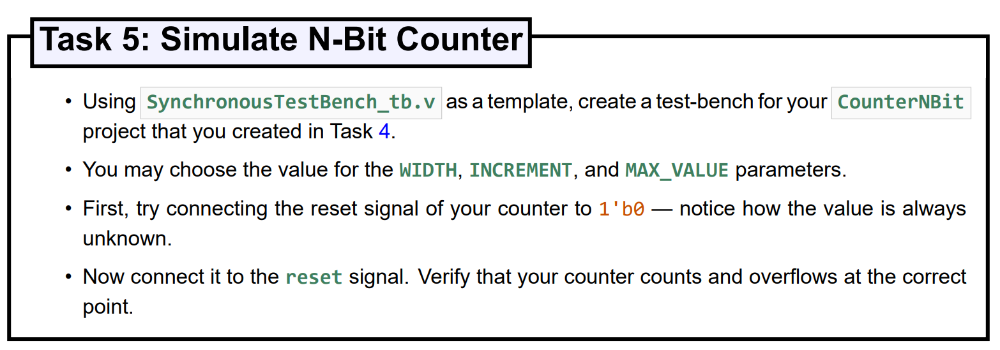 Task 5: Simulate N-Bit Counter
• Using SynchronousTestBench_tb.v as a template, create a test-bench for your CounterNBit
project that you created in Task 4.
• You may choose the value for the WIDTH, INCREMENT, and MAX_VALUE parameters.
• First, try connecting the reset signal of your counter to 1'b0 — notice how the value is always
unknown.
• Now connect it to the reset signal. Verify that your counter counts and overflows at the correct
point.